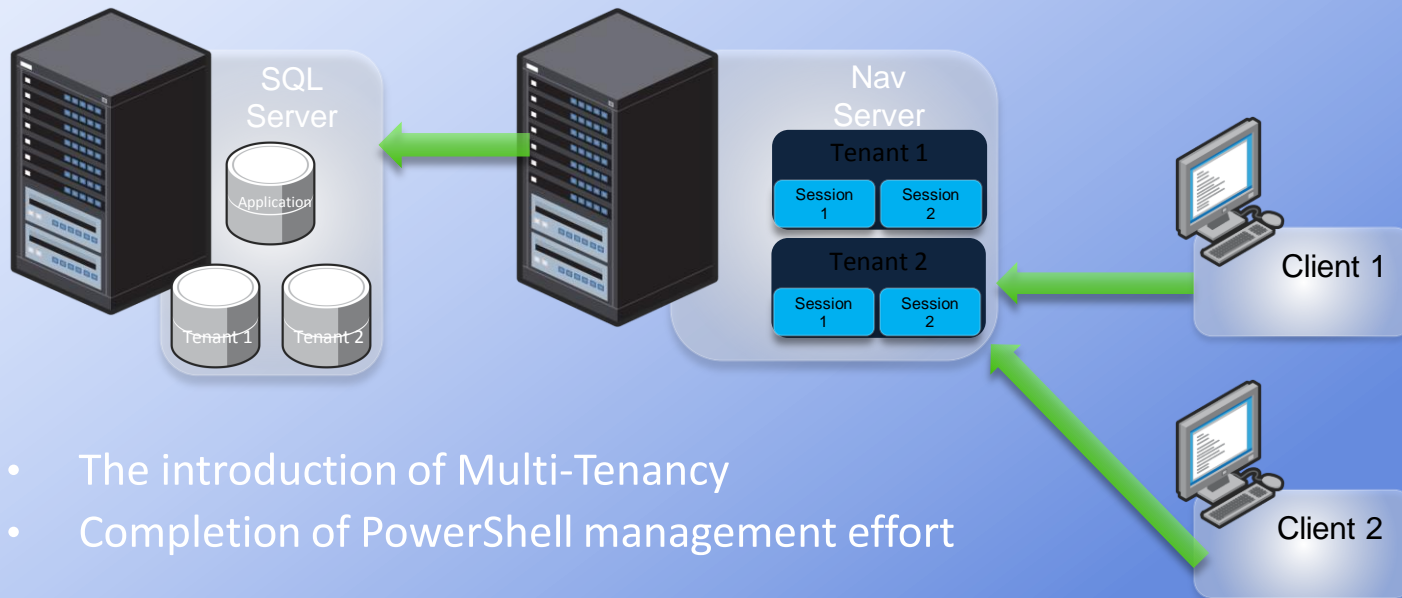 SQL
Server
Application
Tenant 1
Tenant 2
Nav
Server
Tenant 1
Session
1
Session
2
Tenant 2
Session
1
Session
2
Client 1
Client 2
• The introduction of Multi-Tenancy
• Completion of PowerShell management effort